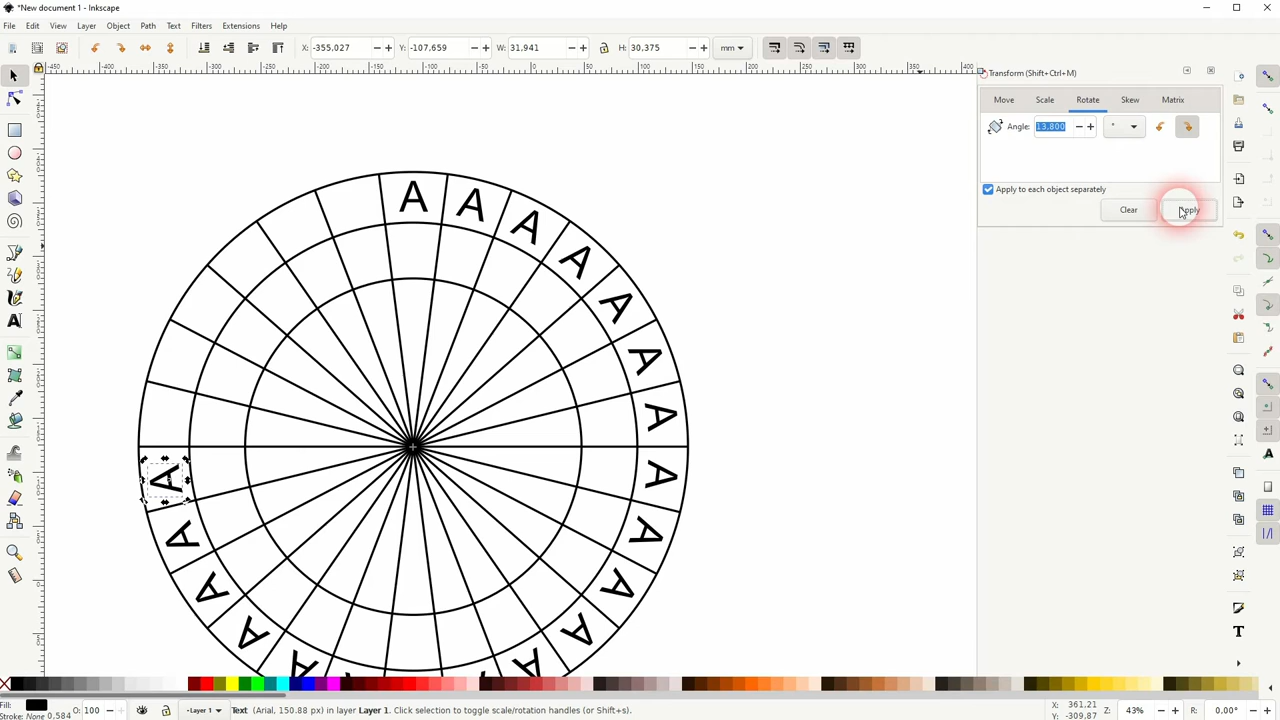 *New document 1 - Inkscape
File Edit View Layer Object Path Text Filters Extensions Help
X: -355.027 Y: -107.659 W: 31.941 H: 30.375 mm
Transform (Shift+Ctrl+M)
Move Scale Rotate Skew Matrix
Angle: 13,800 °
Apply to each object separately
Clear Apply
A A A A A A A A A A A A A A A A A A
Fill: O: 100 Layer 1 Text (Arial, 150.88 px) in layer Layer 1. Click selection to toggle scale/rotation handles (or Shift+s). X: 361,21 Z: 43% R: 0,00°
Stroke: None 0,584 Y: -309,87